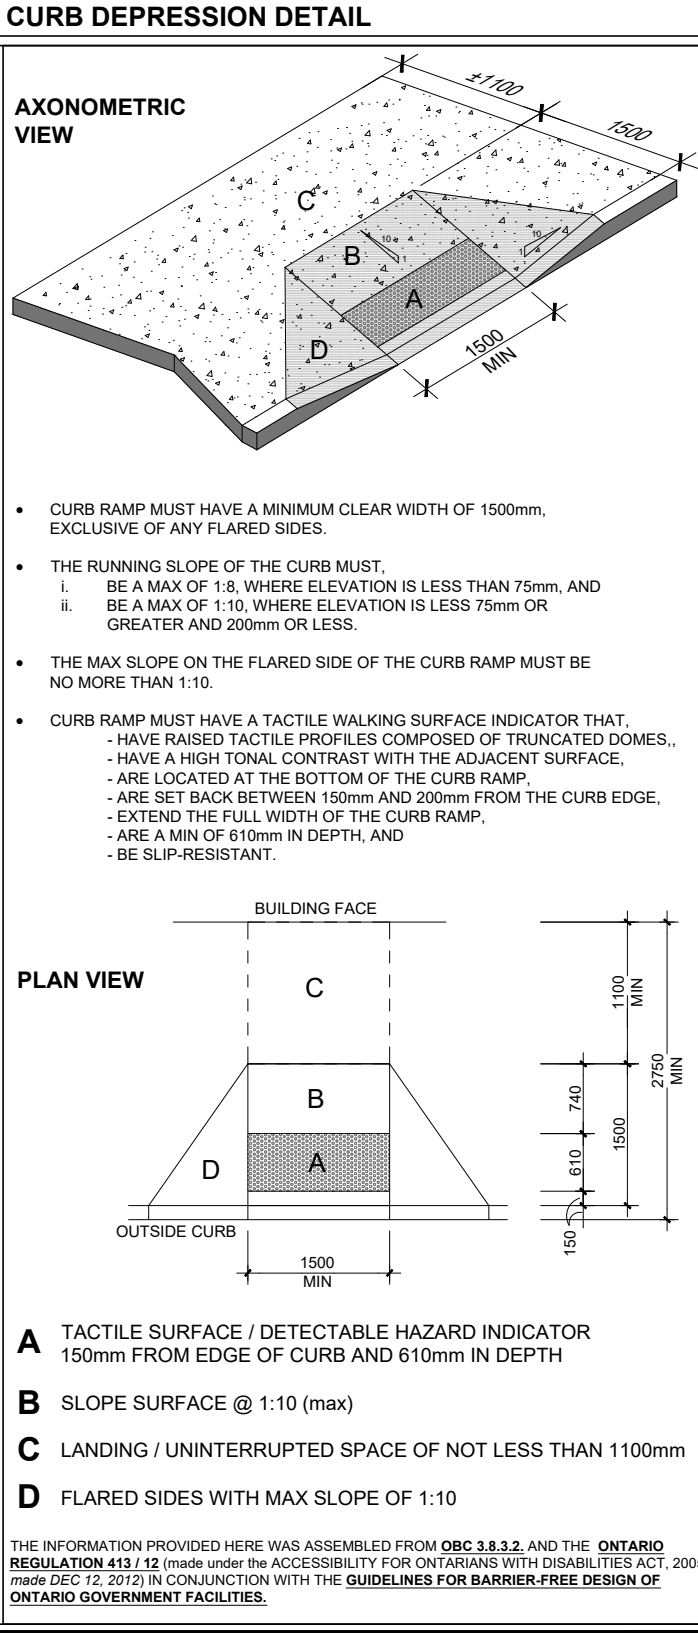 CURB DEPRESSION DETAIL
AXONOMETRIC
VIEW
±1100
1500
C
10
1
B
10
1
A
D
1500
MIN
• CURB RAMP MUST HAVE A MINIMUM CLEAR WIDTH OF 1500mm,
EXCLUSIVE OF ANY FLARED SIDES.
• THE RUNNING SLOPE OF THE CURB MUST,
i. BE A MAX OF 1:8, WHERE ELEVATION IS LESS THAN 75mm, AND
ii. BE A MAX OF 1:10, WHERE ELEVATION IS LESS 75mm OR
GREATER AND 200mm OR LESS.
• THE MAX SLOPE ON THE FLARED SIDE OF THE CURB RAMP MUST BE
NO MORE THAN 1:10.
• CURB RAMP MUST HAVE A TACTILE WALKING SURFACE INDICATOR THAT,
- HAVE RAISED TACTILE PROFILES COMPOSED OF TRUNCATED DOMES,,
- HAVE A HIGH TONAL CONTRAST WITH THE ADJACENT SURFACE,
- ARE LOCATED AT THE BOTTOM OF THE CURB RAMP,
- ARE SET BACK BETWEEN 150mm AND 200mm FROM THE CURB EDGE,
- EXTEND THE FULL WIDTH OF THE CURB RAMP,
- ARE A MIN OF 610mm IN DEPTH, AND
- BE SLIP-RESISTANT.
BUILDING FACE
PLAN VIEW
C
1100
MIN
2750
MIN
B
740
1500
D
A
610
OUTSIDE CURB
150
1500
MIN
A TACTILE SURFACE / DETECTABLE HAZARD INDICATOR
150mm FROM EDGE OF CURB AND 610mm IN DEPTH
B SLOPE SURFACE @ 1:10 (max)
C LANDING / UNINTERRUPTED SPACE OF NOT LESS THAN 1100mm
D FLARED SIDES WITH MAX SLOPE OF 1:10
THE INFORMATION PROVIDED HERE WAS ASSEMBLED FROM OBC 3.8.3.2. AND THE ONTARIO
REGULATION 413 / 12 (made under the ACCESSIBILITY FOR ONTARIANS WITH DISABILITIES ACT, 200
made DEC 12, 2012) IN CONJUNCTION WITH THE GUIDELINES FOR BARRIER-FREE DESIGN OF
ONTARIO GOVERNMENT FACILITIES.